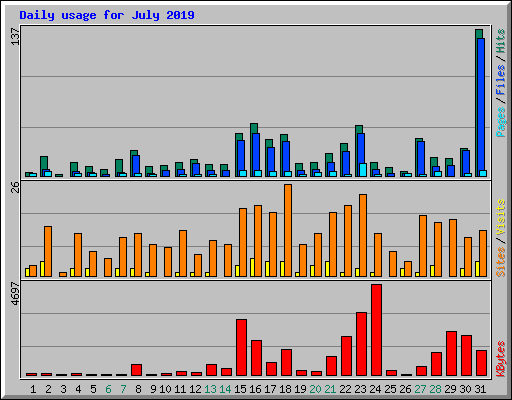 Daily usage for July 2019
137
Pages / Files / Hits
26
Sites / Visits
4697
KBytes
1 2 3 4 5 6 7 8 9 10 11 12 13 14 15 16 17 18 19 20 21 22 23 24 25 26 27 28 29 30 31